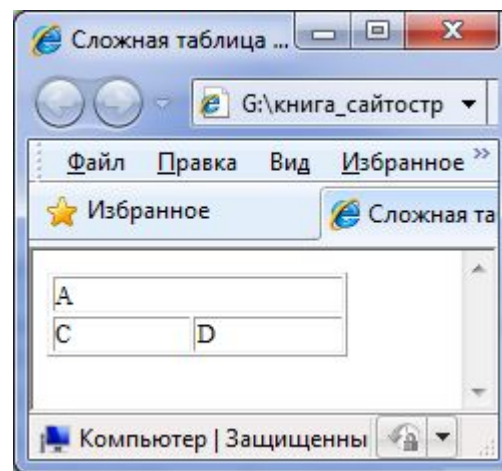 Сложная таблица ...
G:\книга_сайтостр
Файл Правка Вид Избранное »
Избранное Сложная та
A
C D
Компьютер | Защищенны